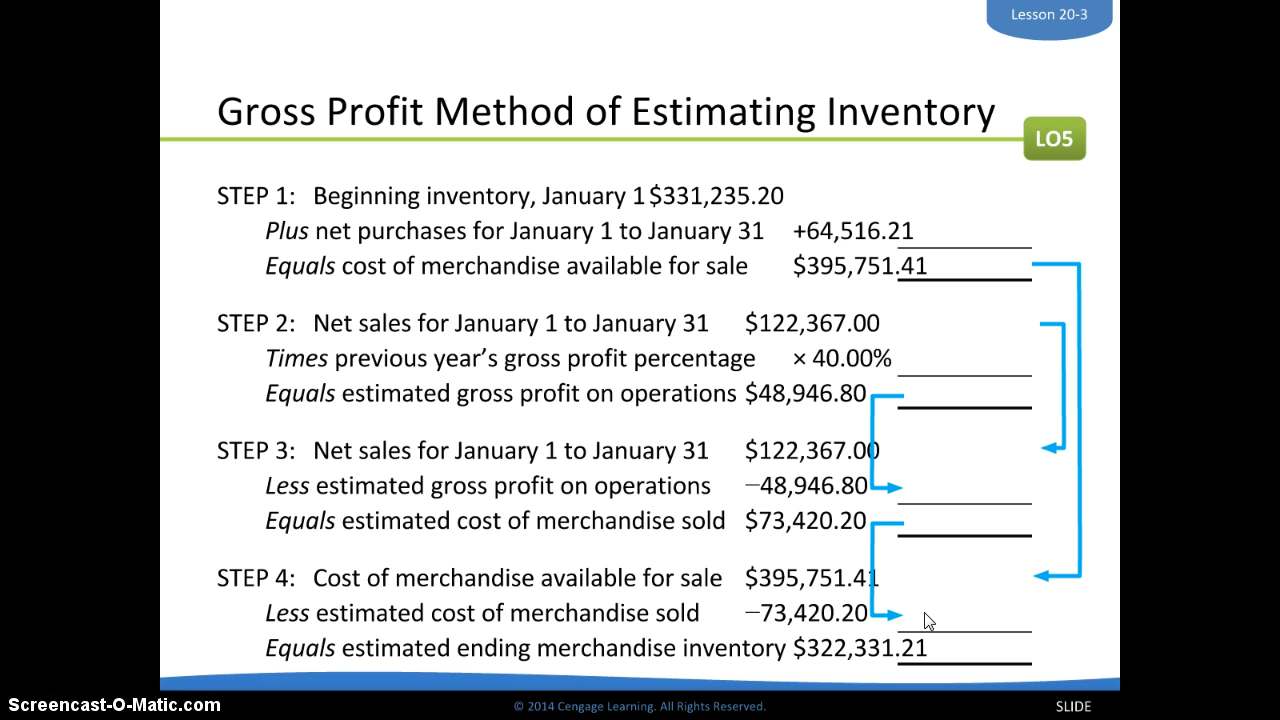 Lesson 20-3
Gross Profit Method of Estimating Inventory
LO5
STEP 1: Beginning inventory, January 1 $331,235.20
Plus net purchases for January 1 to January 31 +64,516.21
Equals cost of merchandise available for sale $395,751.41
STEP 2: Net sales for January 1 to January 31 $122,367.00
Times previous year’s gross profit percentage × 40.00%
Equals estimated gross profit on operations $48,946.80
STEP 3: Net sales for January 1 to January 31 $122,367.00
Less estimated gross profit on operations −48,946.80
Equals estimated cost of merchandise sold $73,420.20
STEP 4: Cost of merchandise available for sale $395,751.41
Less estimated cost of merchandise sold −73,420.20
Equals estimated ending merchandise inventory $322,331.21
Screencast-O-Matic.com
© 2014 Cengage Learning. All Rights Reserved.
SLIDE